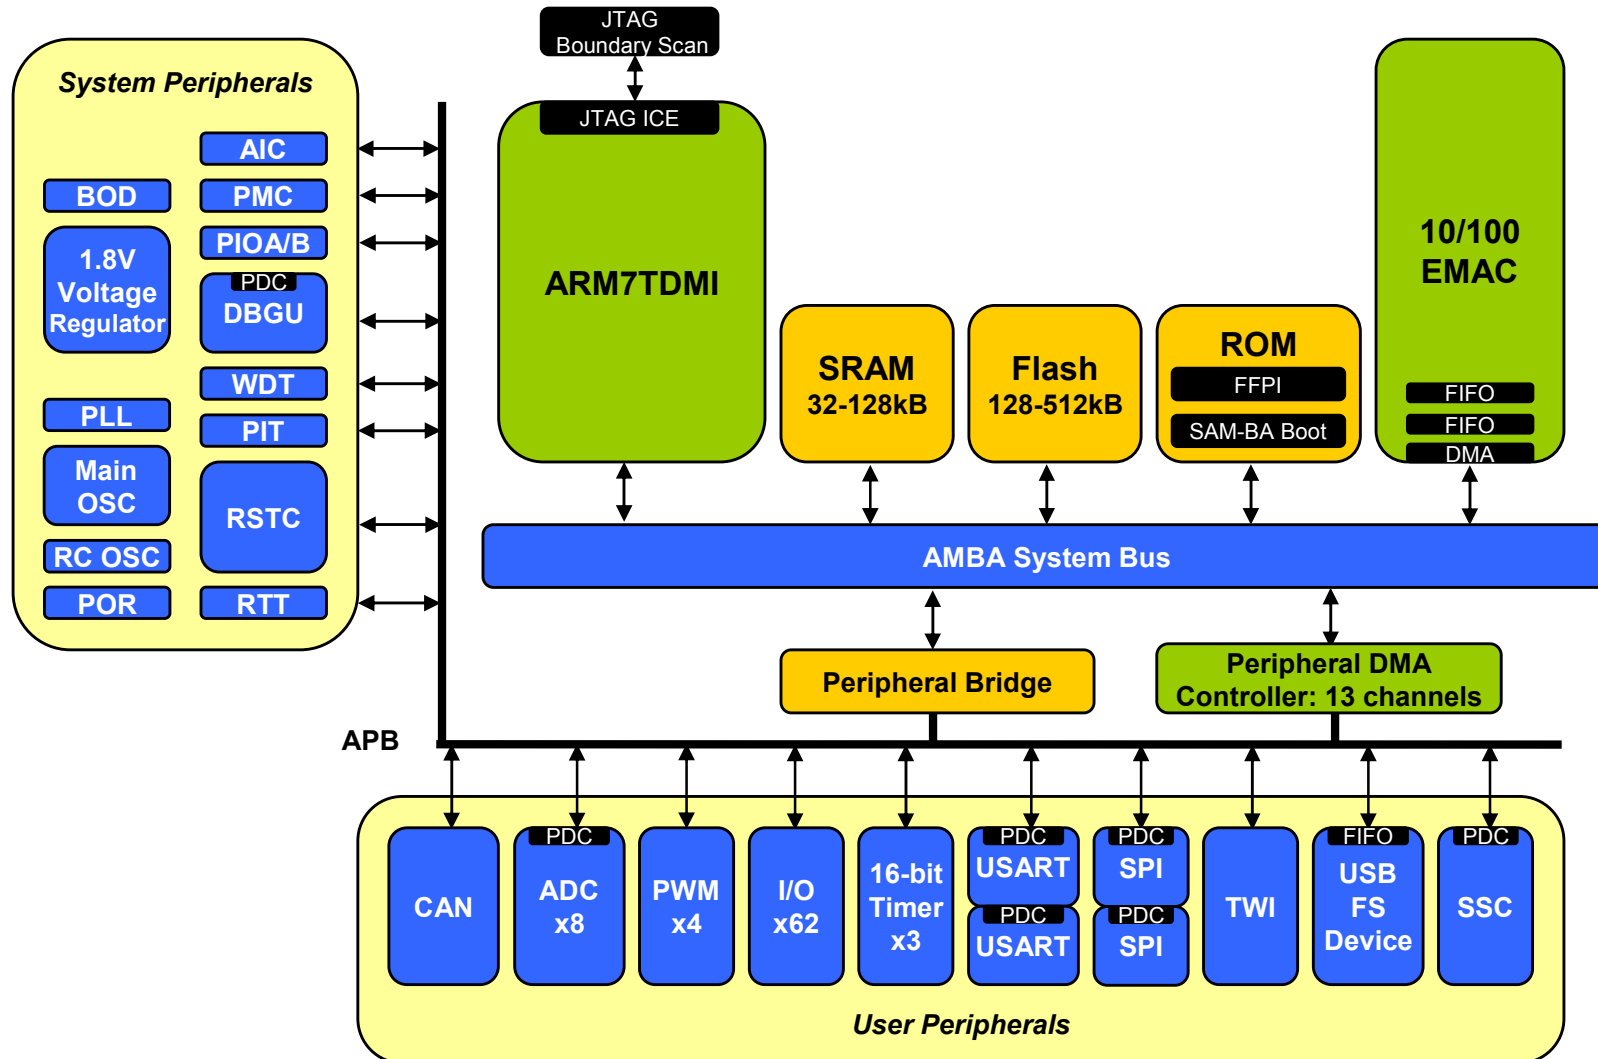 JTAG
Boundary Scan
System Peripherals
AIC
BOD
PMC
PIOA/B
1.8V
Voltage
Regulator
PDC
DBGU
WDT
PLL
PIT
Main
OSC
RSTC
RC OSC
POR
RTT
JTAG ICE
ARM7TDMI
SRAM
32-128kB
Flash
128-512kB
ROM
FFPI
SAM-BA Boot
10/100
EMAC
FIFO
FIFO
DMA
AMBA System Bus
Peripheral Bridge
Peripheral DMA
Controller: 13 channels
APB
CAN
PDC
ADC
x8
PWM
x4
I/O
x62
16-bit
Timer
x3
PDC
USART
PDC
USART
PDC
SPI
PDC
SPI
TWI
FIFO
USB
FS
Device
PDC
SSC
User Peripherals